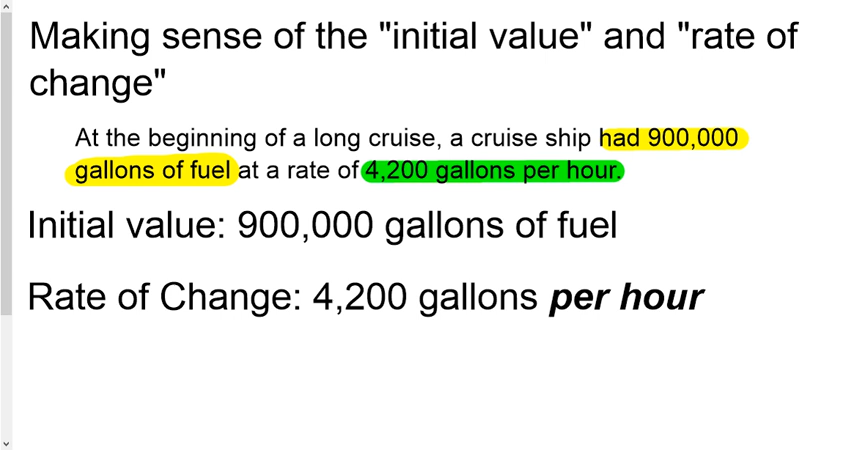 Making sense of the "initial value" and "rate of
change"
At the beginning of a long cruise, a cruise ship had 900,000
gallons of fuel at a rate of 4,200 gallons per hour.
Initial value: 900,000 gallons of fuel
Rate of Change: 4,200 gallons per hour